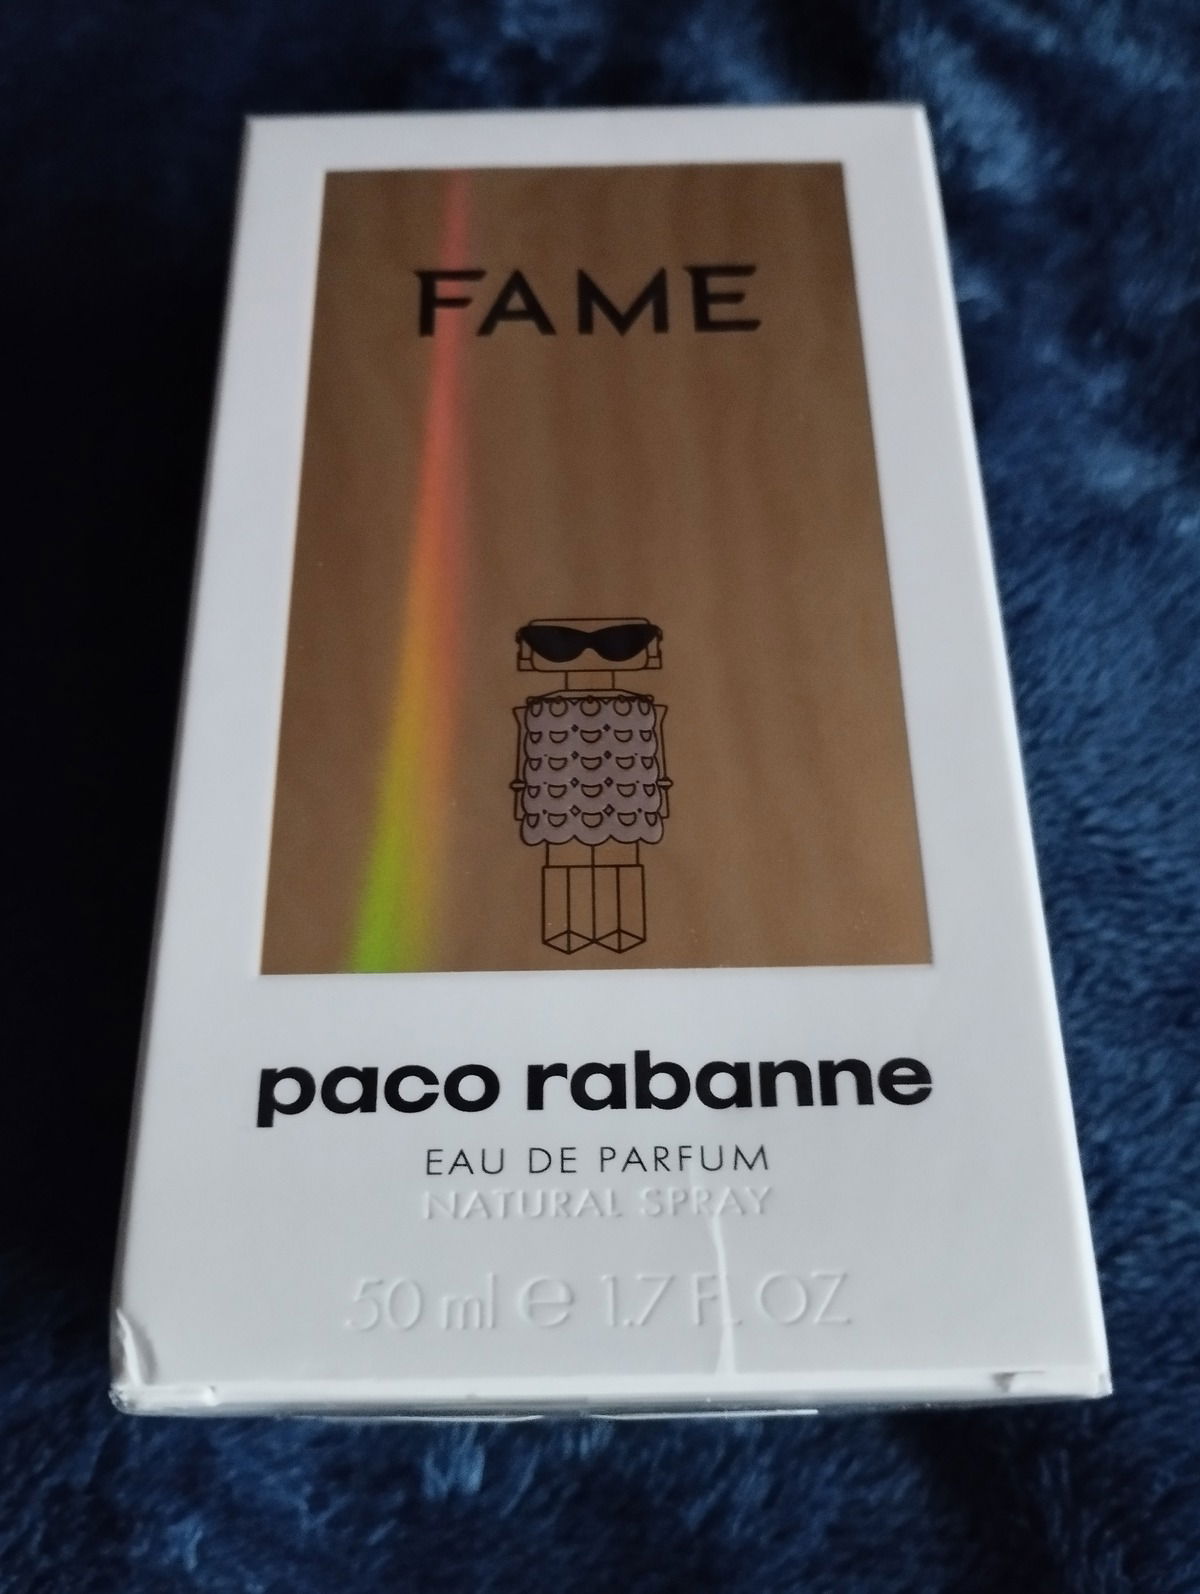 FAME
paco rabanne
EAU DE PARFUM
NATURAL SPRAY
50 ml e 1.7 FL OZ